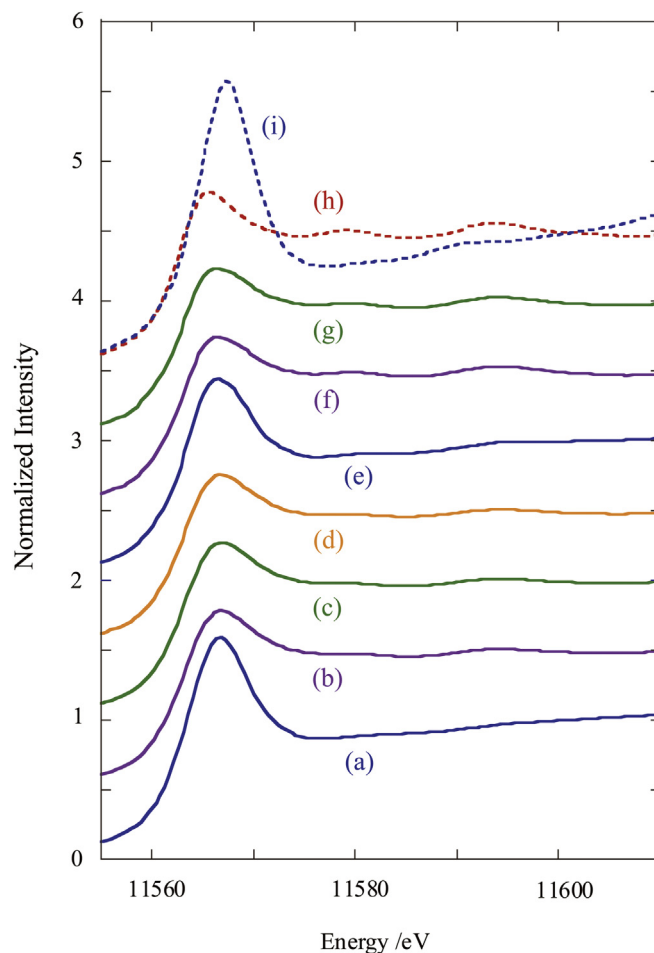 6
(i)
5
(h)
4
(g)
(f)
3
(e)
(d)
2
(c)
(b)
1
(a)
0
11560 11580 11600
Normalized Intensity
Energy /eV